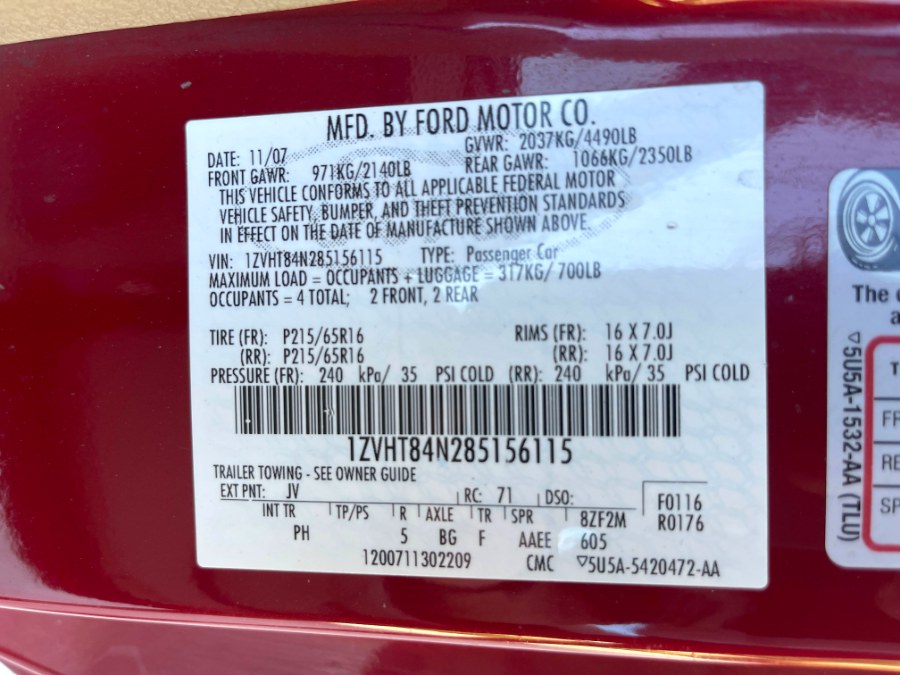 MFD. BY FORD MOTOR CO.
DATE: 11/07 GVWR: 2037KG/4490LB
FRONT GAWR: 971KG/2140LB REAR GAWR: 1066KG/2350LB
THIS VEHICLE CONFORMS TO ALL APPLICABLE FEDERAL MOTOR
VEHICLE SAFETY, BUMPER, AND THEFT PREVENTION STANDARDS
IN EFFECT ON THE DATE OF MANUFACTURE SHOWN ABOVE.
VIN: 1ZVHT84N285156115 TYPE: Passenger Car
MAXIMUM LOAD = OCCUPANTS + LUGGAGE = 317KG/ 700LB
OCCUPANTS = 4 TOTAL; 2 FRONT, 2 REAR
TIRE (FR): P215/65R16 RIMS (FR): 16 X 7.0J
(RR): P215/65R16 (RR): 16 X 7.0J
PRESSURE (FR): 240 kPa/ 35 PSI COLD (RR): 240 kPa/ 35 PSI COLD
1ZVHT84N285156115
TRAILER TOWING - SEE OWNER GUIDE
EXT PNT: JV RC: 71 DSO: F0116
INT TR TP/PS R AXLE TR SPR 8ZF2M R0176
PH 5 BG F AAEE 605
1200711302209 CMC ▽5U5A-5420472-AA
The
a
▽5U5A-1532-AA (TLU)
T
FR
RE
SP